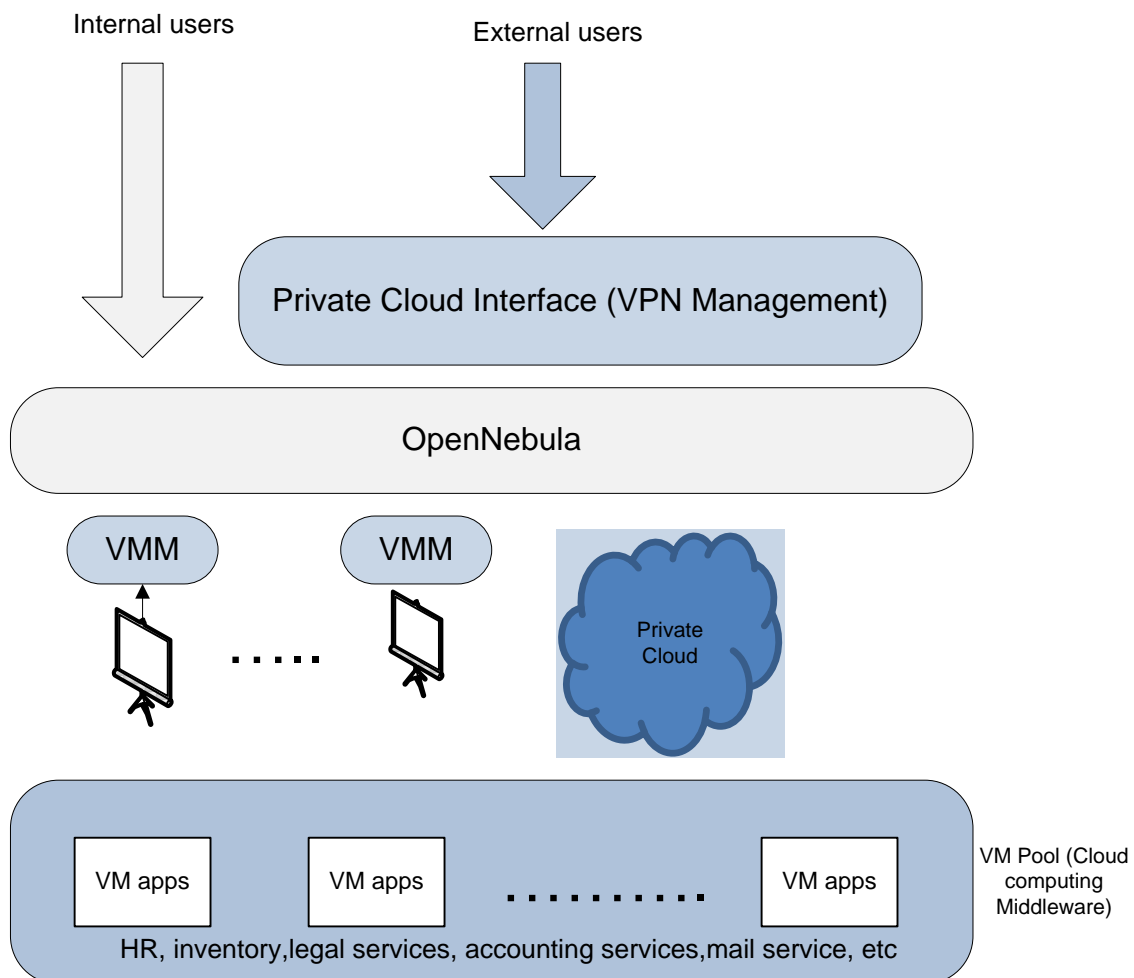 Internal users
External users
Private Cloud Interface (VPN Management)
OpenNebula
VMM
VMM
Private
Cloud
VM apps
VM apps
VM apps
HR, inventory,legal services, accounting services,mail service, etc
VM Pool (Cloud
computing
Middleware)